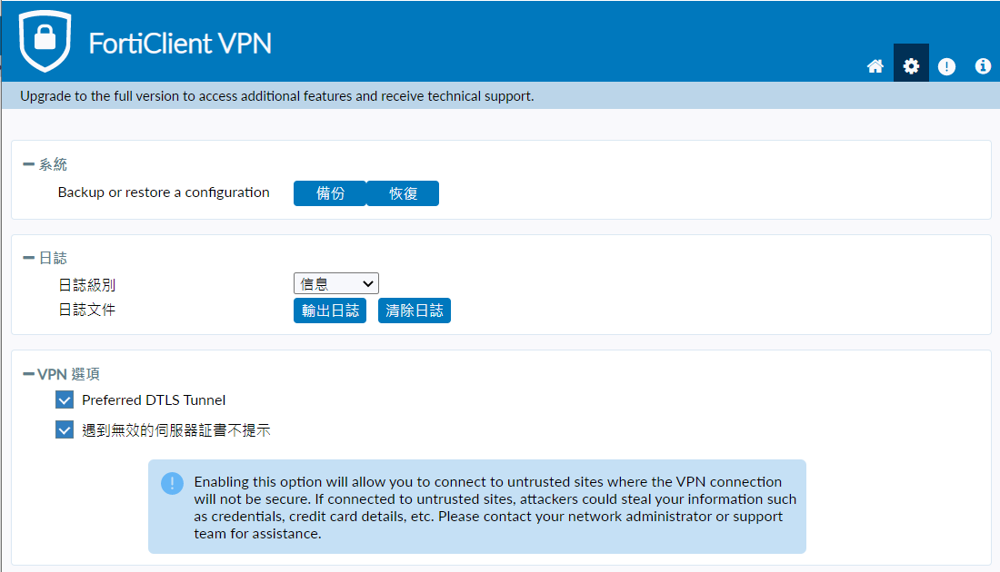 FortiClient VPN
Upgrade to the full version to access additional features and receive technical support.
系統
Backup or restore a configuration 備份 恢復
日誌
日誌級別 信息
日誌文件 輸出日誌 清除日誌
VPN 選項
Preferred DTLS Tunnel
遇到無效的伺服器証書不提示
Enabling this option will allow you to connect to untrusted sites where the VPN connection
will not be secure. If connected to untrusted sites, attackers could steal your information such
as credentials, credit card details, etc. Please contact your network administrator or support
team for assistance.